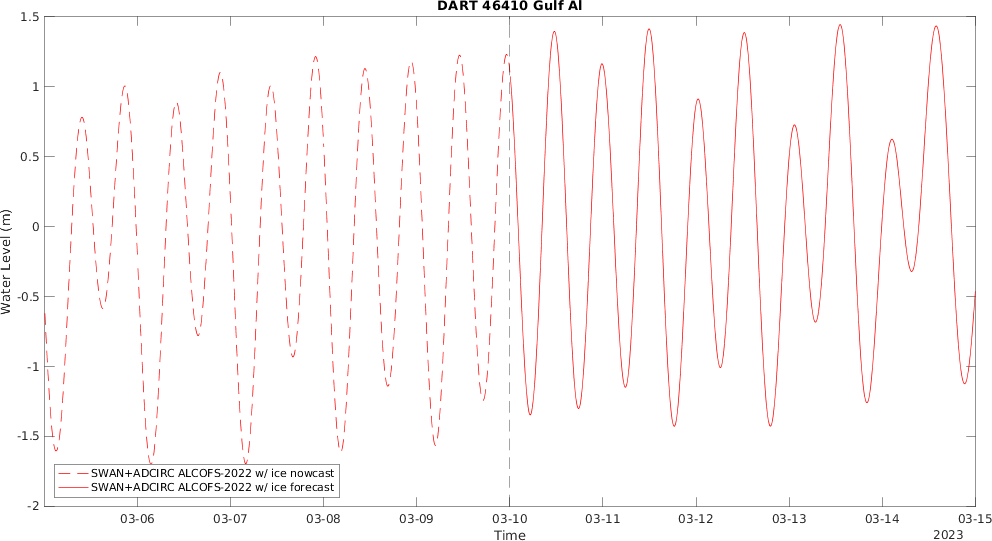 DART 46410 Gulf Al
1.5
1
0.5
0
-0.5
-1
-1.5
-2
Water Level (m)
SWAN+ADCIRC ALCOFS-2022 w/ ice nowcast
SWAN+ADCIRC ALCOFS-2022 w/ ice forecast
03-06 03-07 03-08 03-09 03-10 03-11 03-12 03-13 03-14 03-15
Time
2023